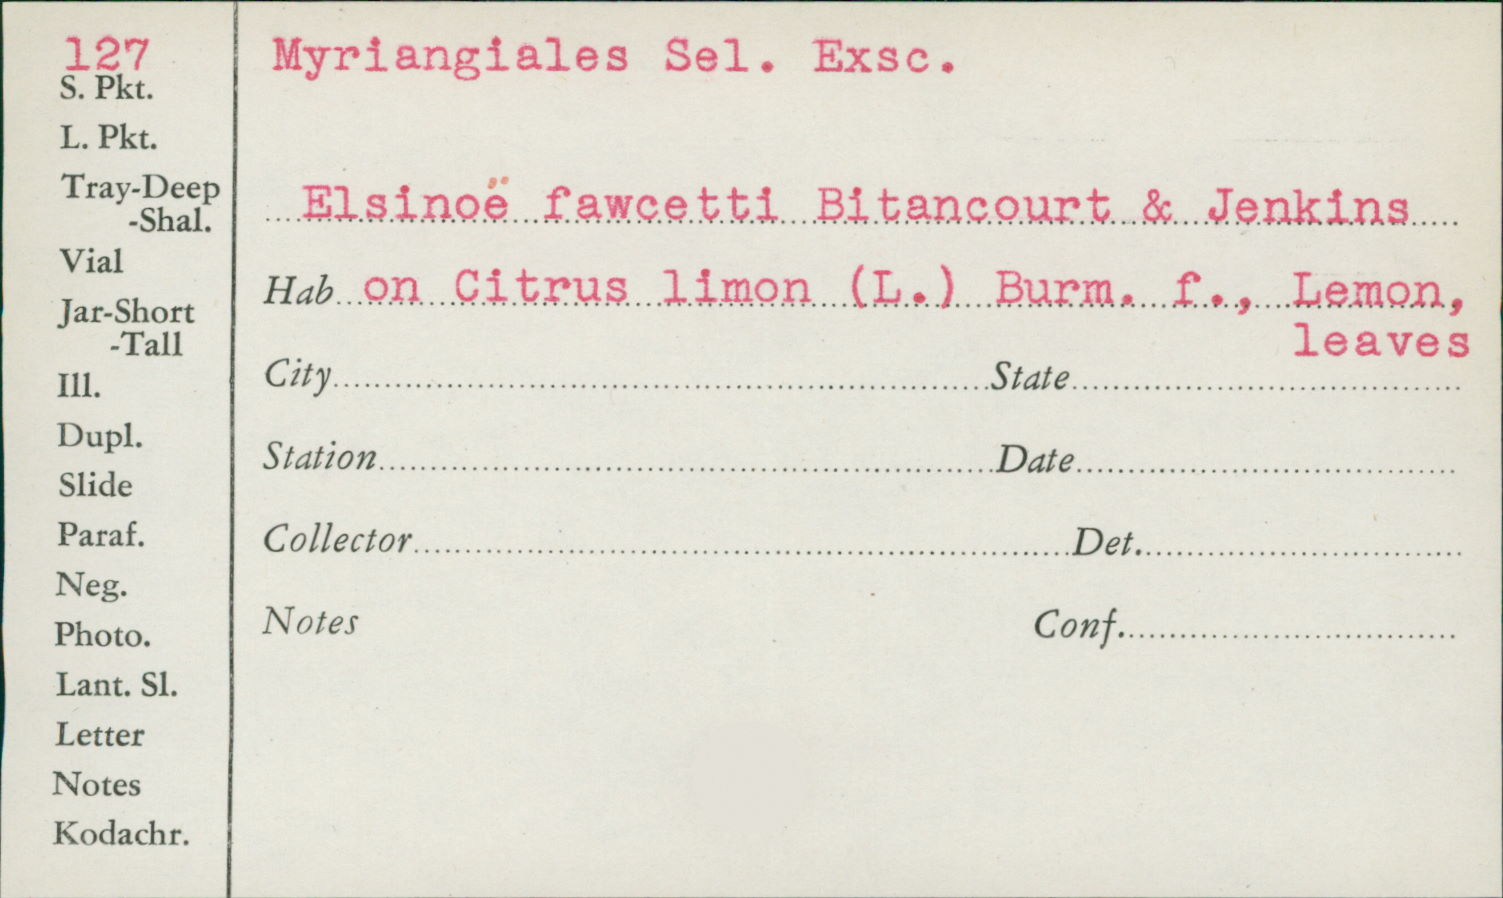 127
Myriangiales Sel. Exsc.
S. Pkt.
L. Pkt.
Tray-Deep
-Shal.
Vial
Jar-Short
-Tall
Ill.
Dupl.
Slide
Paraf.
Neg.
Photo.
Lant. Sl.
Letter
Notes
Kodachr.
Elsinoë fawcetti Bitancourt & Jenkins
Hab on Citrus limon (L.) Burm. f., Lemon,
leaves
City State
Station Date
Collector Det.
Notes Conf.